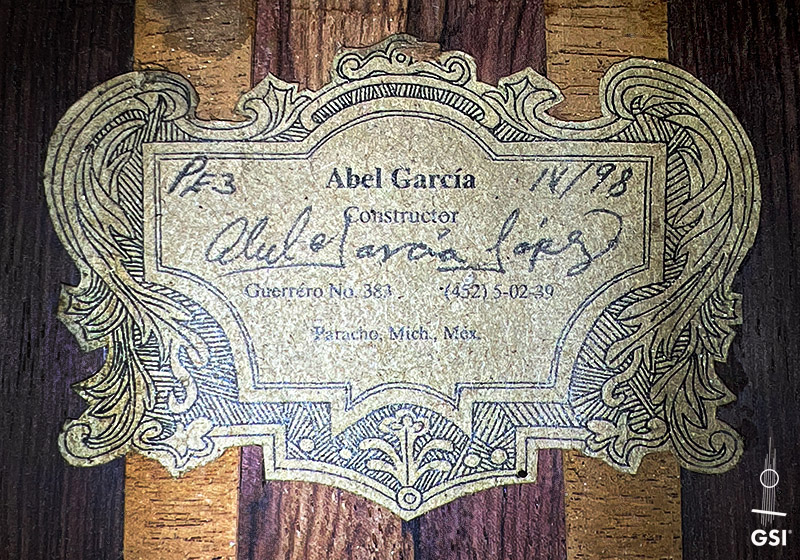 PE3 Abel García 14/98
Constructor
Abel García López
Guerrero No. 383 (452) 5-02-39
Paracho, Mich., Méx.
GSI